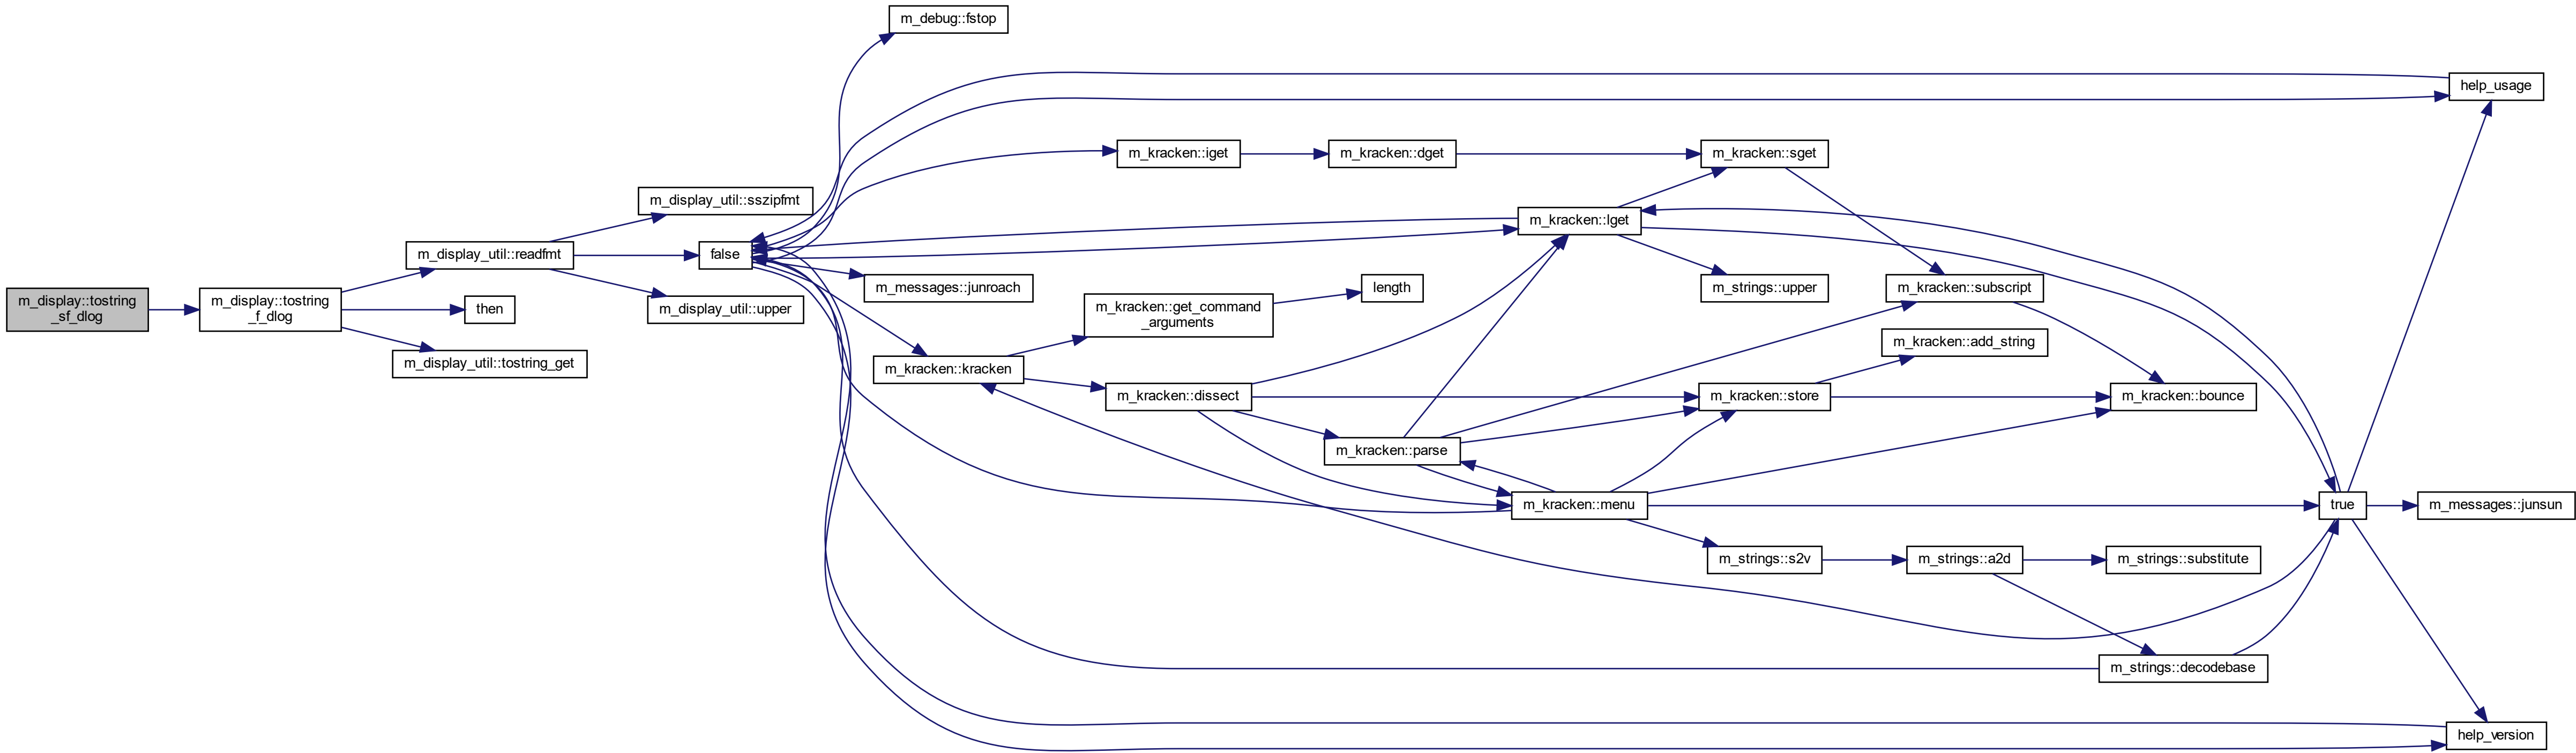 m_display::tostring
_sf_dlog
m_display::tostring
_f_dlog
m_display_util::readfmt
then
m_display_util::tostring_get
m_display_util::sszipfmt
false
m_display_util::upper
m_debug::fstop
m_messages::junroach
m_kracken::kracken
m_kracken::iget
m_kracken::get_command
_arguments
m_kracken::dissect
m_kracken::dget
length
m_kracken::parse
m_kracken::lget
m_kracken::menu
m_kracken::sget
m_strings::upper
m_kracken::store
m_strings::s2v
m_kracken::subscript
m_kracken::add_string
m_strings::a2d
m_kracken::bounce
m_strings::substitute
m_strings::decodebase
true
help_usage
m_messages::junsun
help_version